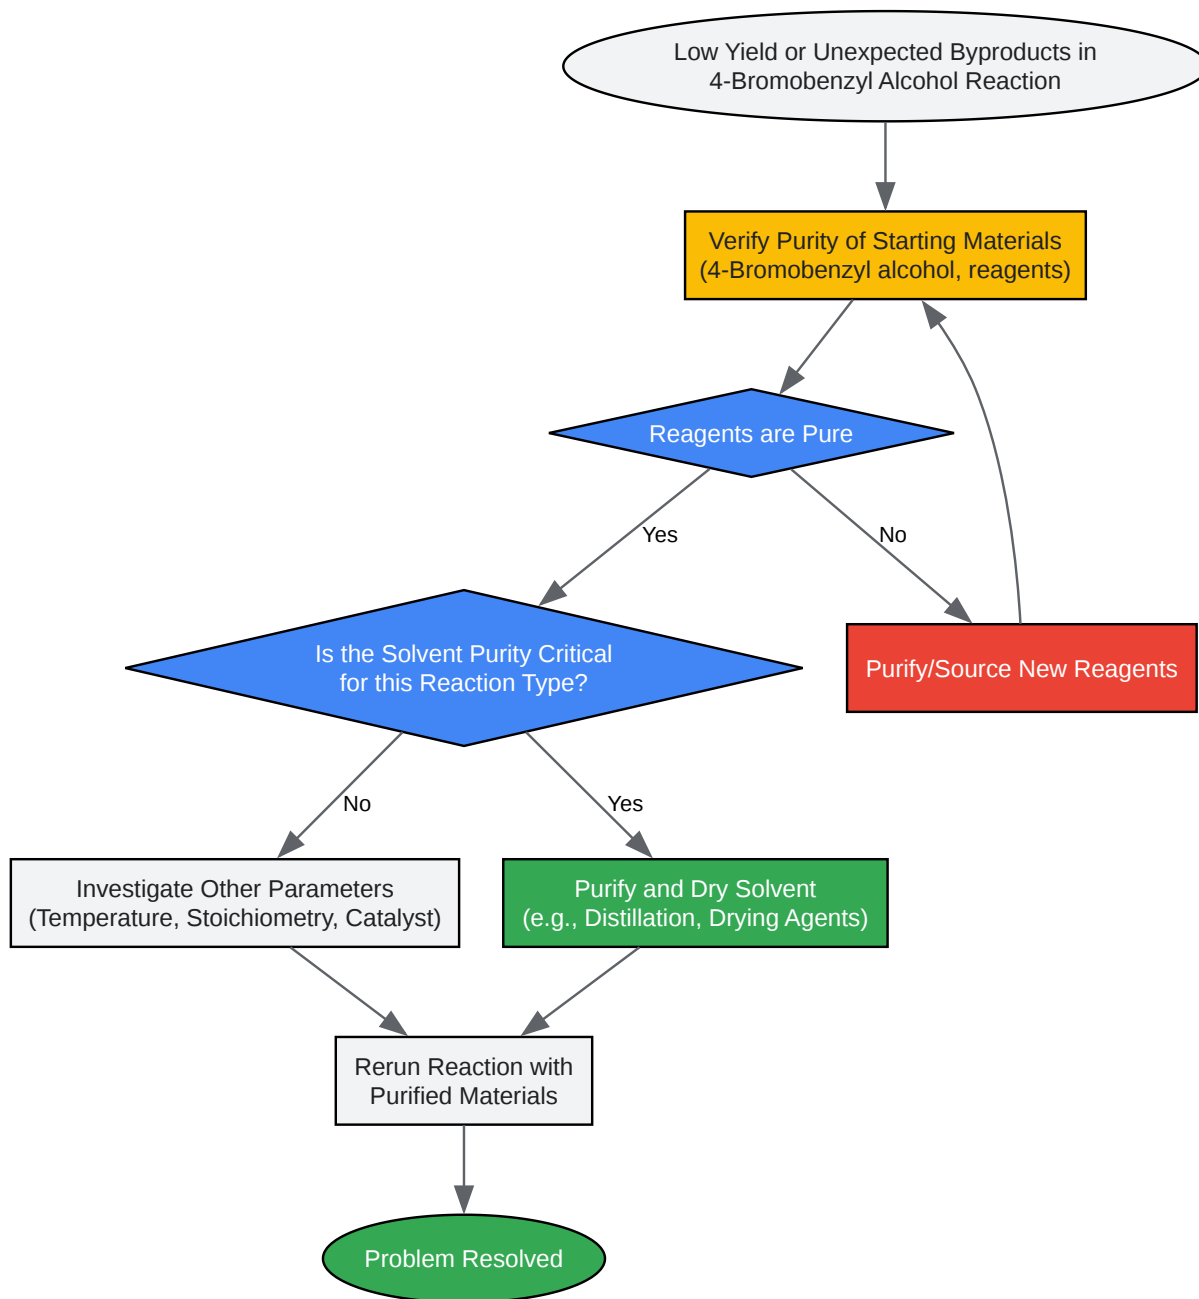 Low Yield or Unexpected Byproducts in
4-Bromobenzyl Alcohol Reaction
Verify Purity of Starting Materials
(4-Bromobenzyl alcohol, reagents)
Reagents are Pure
Yes
No
Is the Solvent Purity Critical
for this Reaction Type?
Purify/Source New Reagents
No
Yes
Investigate Other Parameters
(Temperature, Stoichiometry, Catalyst)
Purify and Dry Solvent
(e.g., Distillation, Drying Agents)
Rerun Reaction with
Purified Materials
Problem Resolved